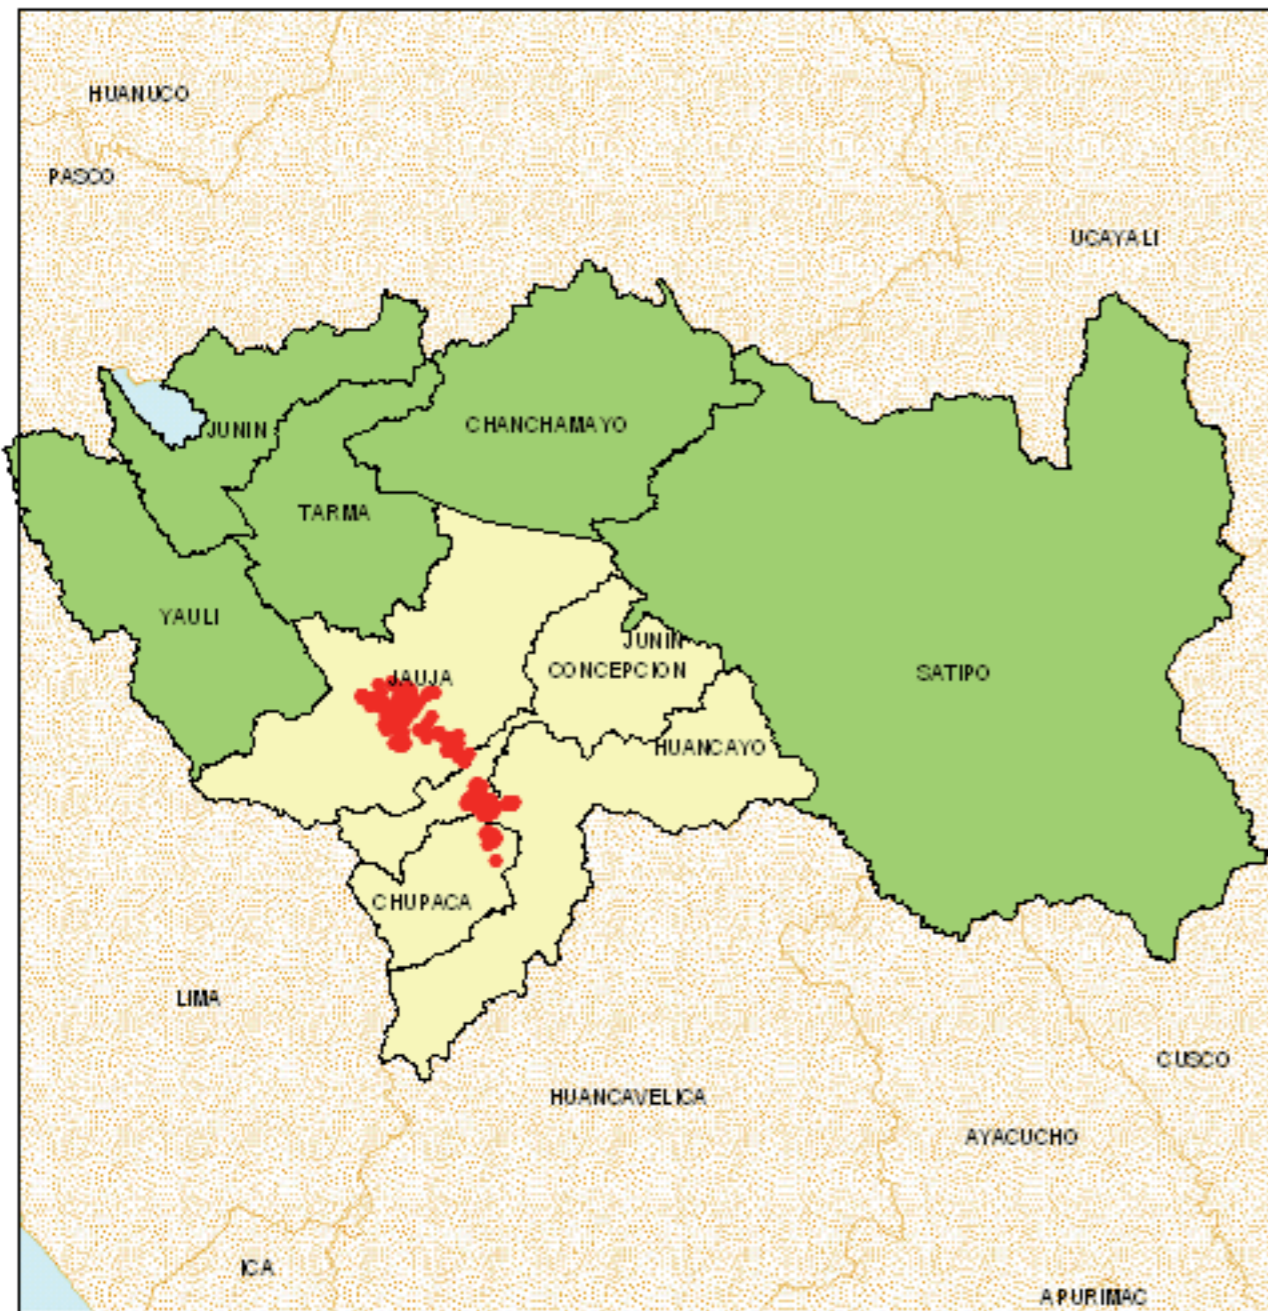 HUANUCO
PASCO
UCAYALI
JUNIN
CHANCHAMAYO
TARMA
YAULI
JUNIN
CONCEPCION
SATIPO
JAUJA
HUANCAYO
CHUPACA
LIMA
CUSCO
HUANCAVELICA
AYACUCHO
ICA
APURIMAC